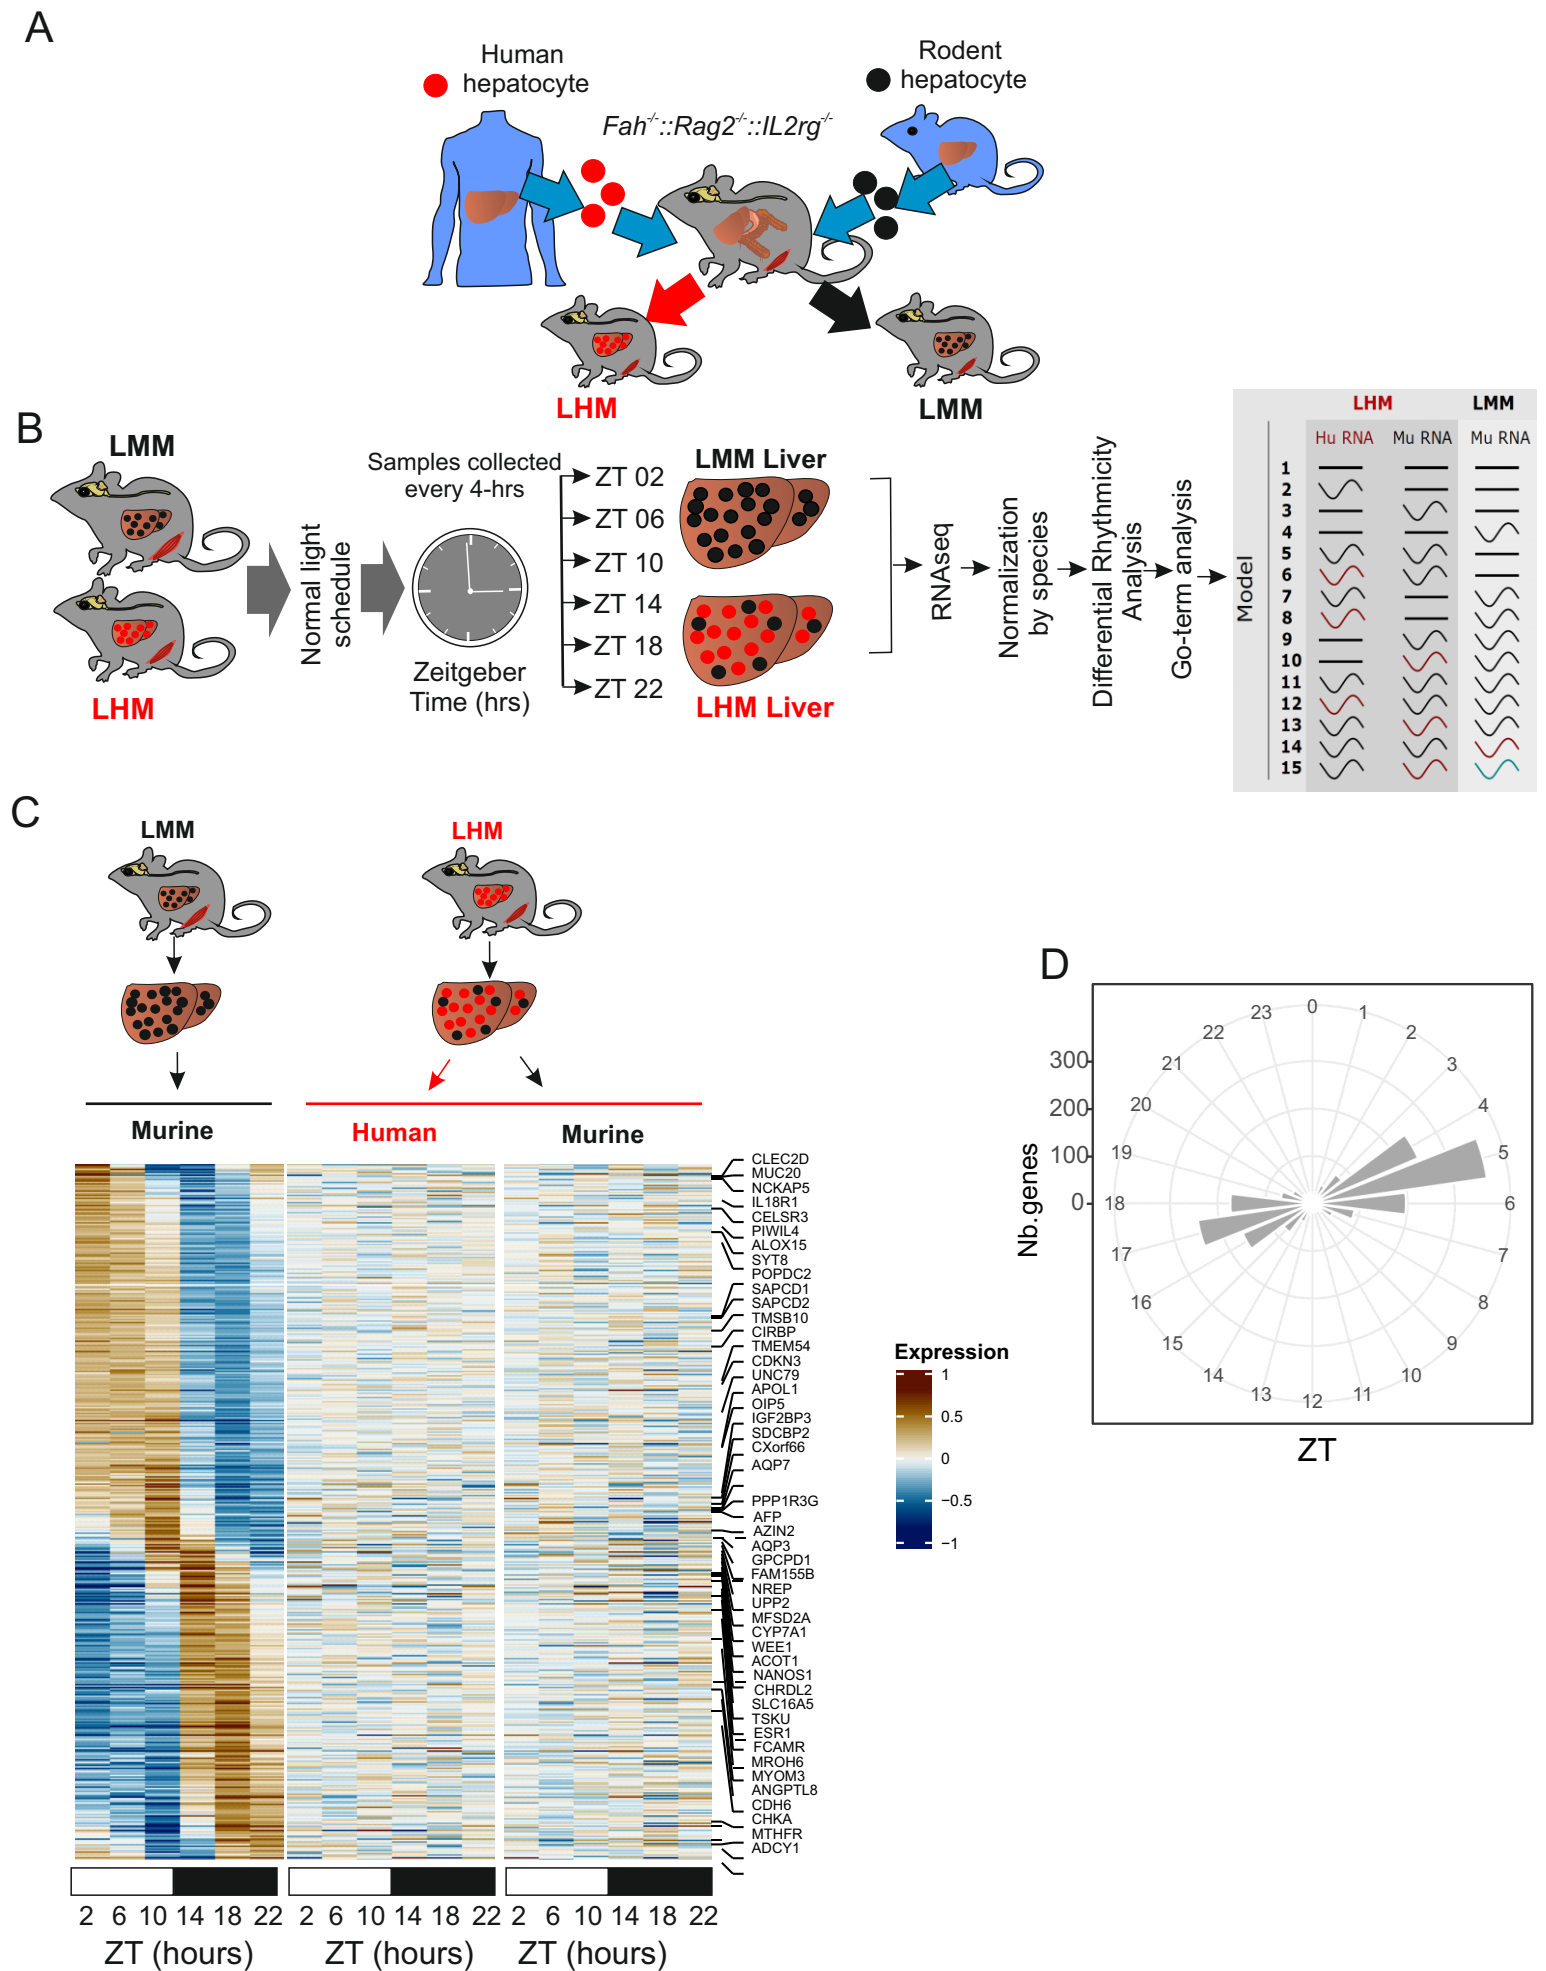 A
Human
hepatocyte
Rodent
hepatocyte
Fah-/-::Rag2-/-::IL2rg-/-
LHM
LMM
B
LMM
LHM
Normal light
schedule
Samples collected
every 4-hrs
Zeitgeber
Time (hrs)
ZT 02
ZT 06
ZT 10
ZT 14
ZT 18
ZT 22
LMM Liver
LHM Liver
RNAseq
Normalization
by species
Differential Rhythmicity
Analysis
Go-term analysis
Model
LHM LMM
Hu RNA Mu RNA Mu RNA
1
2
3
4
5
6
7
8
9
10
11
12
13
14
15
C
LMM
LHM
Murine
Human
Murine
CLEC2D
MUC20
NCKAP5
IL18R1
CELSR3
PIWIL4
ALOX15
SYT8
POPDC2
SAPCD1
SAPCD2
TMSB10
CIRBP
TMEM54
CDKN3
UNC79
APOL1
OIP5
IGF2BP3
SDCBP2
CXorf66
AQP7
PPP1R3G
AFP
AZIN2
AQP3
GPCPD1
FAM155B
NREP
UPP2
MFSD2A
CYP7A1
WEE1
ACOT1
NANOS1
CHRDL2
SLC16A5
TSKU
ESR1
FCAMR
MROH6
MYOM3
ANGPTL8
CDH6
CHKA
MTHFR
ADCY1
2 6 10 14 18 22
ZT (hours)
2 6 10 14 18 22
ZT (hours)
2 6 10 14 18 22
ZT (hours)
Expression
1
0.5
0
−0.5
−1
D
Nb.genes
300
200
100
0
0
1
2
3
4
5
6
7
8
9
10
11
12
13
14
15
16
17
18
19
20
21
22
23
ZT